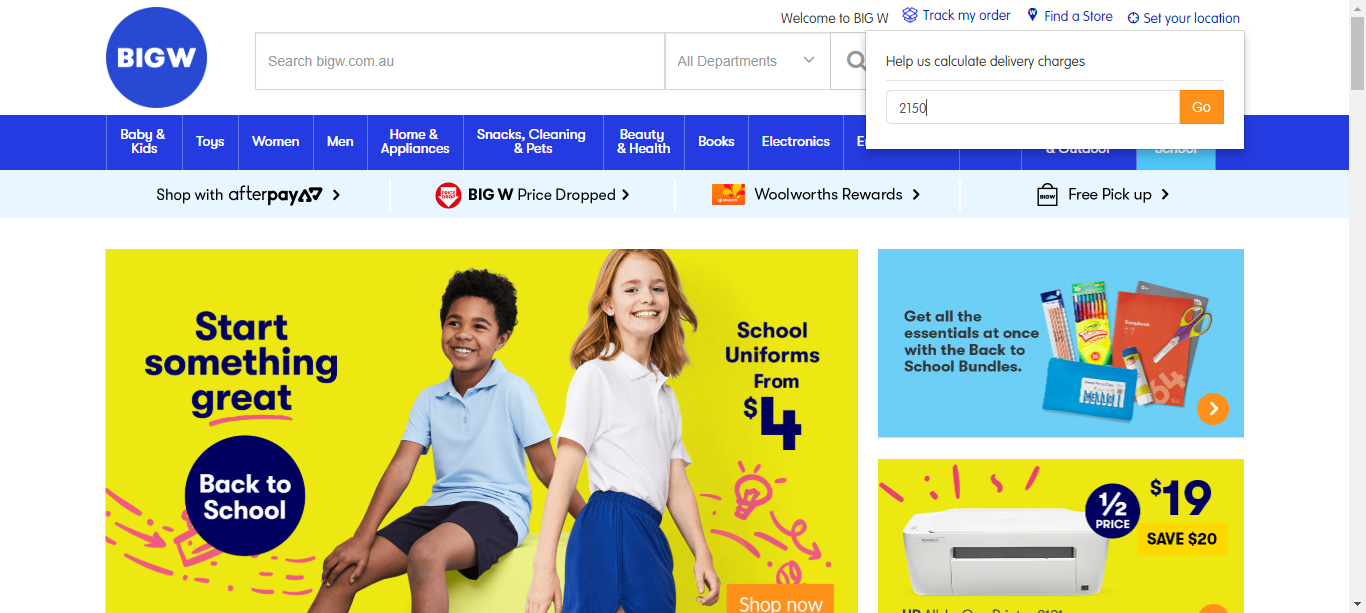 Welcome to BIG W
Track my order
Find a Store
Set your location
BIGW
Search bigw.com.au
All Departments
Help us calculate delivery charges
2150
Go
Baby &
Kids
Toys
Women
Men
Home &
Appliances
Snacks, Cleaning
& Pets
Beauty
& Health
Books
Electronics
& Outdoor
School
Shop with afterpay
BIG W Price Dropped
Woolworths Rewards
BIGW
Free Pick up
Start
something
great
Back to
School
School
Uniforms
From
$4
Shop now
Get all the
essentials at once
with the Back to
School Bundles.
Scrapbook
64
1/2
PRICE
$19
SAVE $20